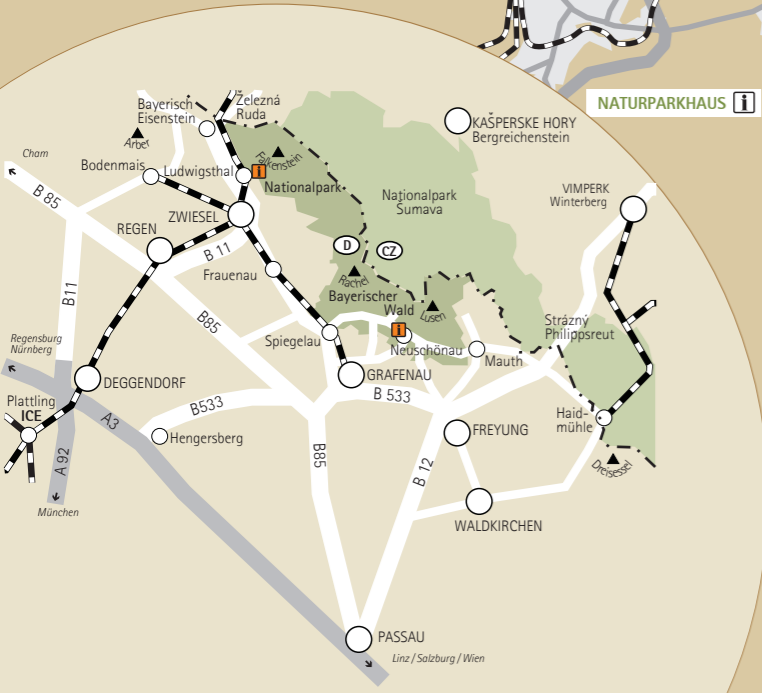 NATURPARKHAUS i
Bayerisch
Eisenstein
Železná
Ruda
Arber
KAŠPERSKE HORY
Bergreichenstein
Cham
Bodenmais
Ludwigsthal
i
Falkenstein
Nationalpark
Nationalpark
Šumava
VIMPERK
Winterberg
B 85
ZWIESEL
REGEN
B 11
D
CZ
Frauenau
Rachel
B11
Bayerischer
Wald
Lusen
B85
i
Strázný
Philippsreut
Regensburg
Nürnberg
Spiegelau
Neuschönau
Mauth
DEGGENDORF
GRAFENAU
Plattling
ICE
B 533
B533
A3
Haid-
mühle
Hengersberg
FREYUNG
B85
A 92
B 12
Dreisessel
München
WALDKIRCHEN
PASSAU
Linz / Salzburg / Wien